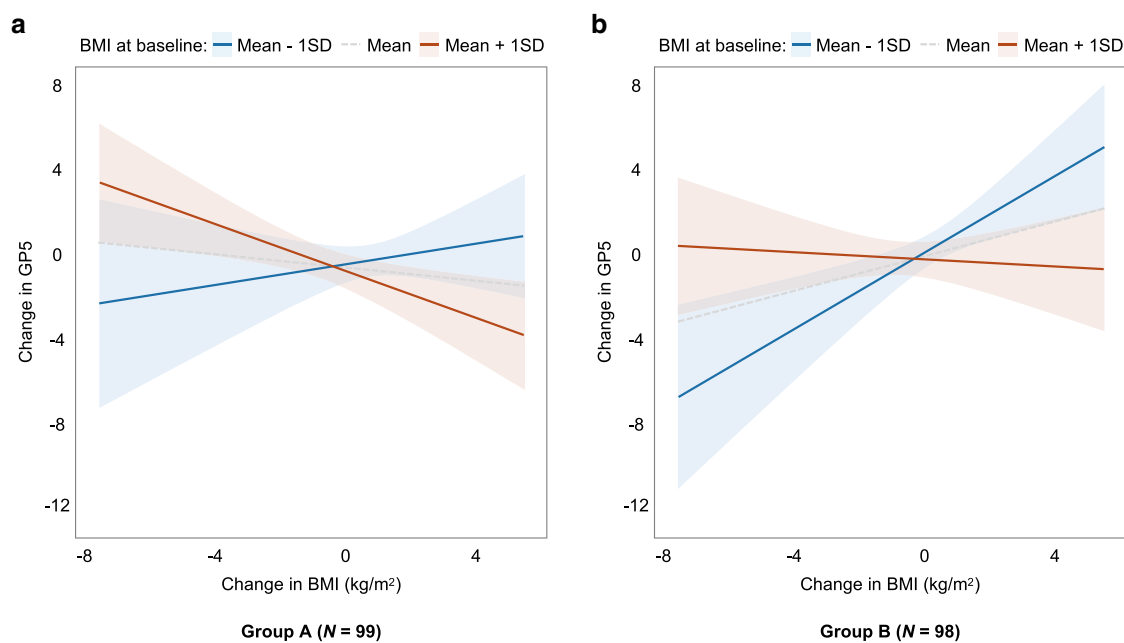 a
BMI at baseline: Mean - 1SD Mean Mean + 1SD
8
4
0
-4
-8
-12
Change in GP5
-8 -4 0 4
Change in BMI (kg/m²)
Group A (N = 99)
b
BMI at baseline: Mean - 1SD Mean Mean + 1SD
8
4
0
-4
-8
-12
Change in GP5
-8 -4 0 4
Change in BMI (kg/m²)
Group B (N = 98)